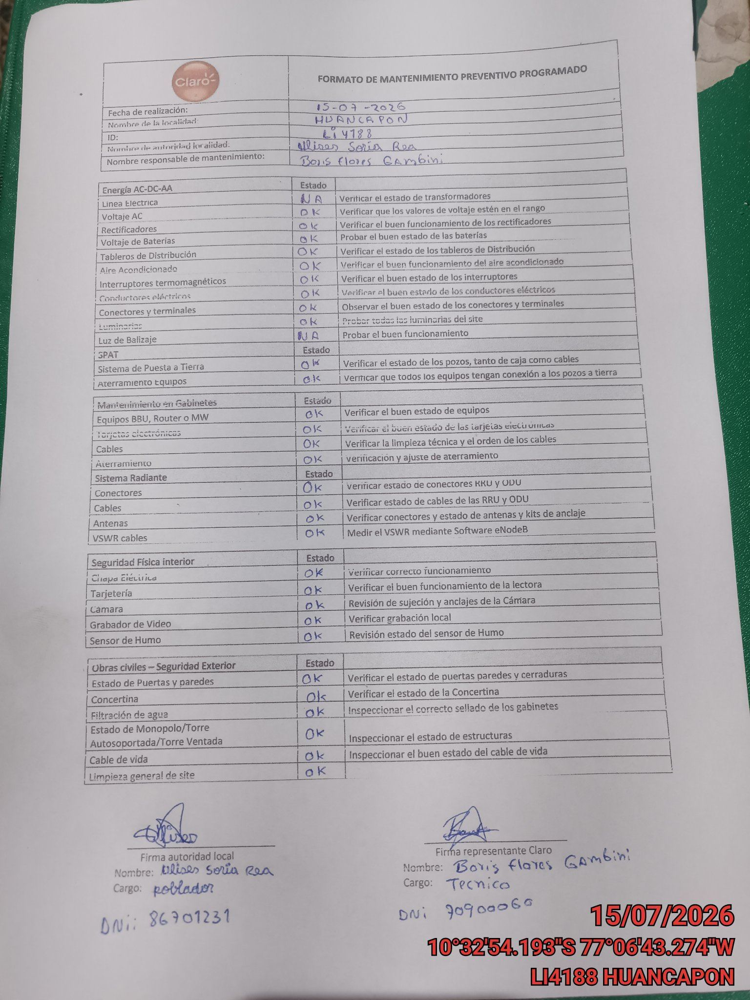 Claro
FORMATO DE MANTENIMIENTO PREVENTIVO PROGRAMADO
Fecha de realización: 15-07-2026
Nombre de la localidad: HUANCAPON
ID: Li4188
Nombre de autoridad localidad: Ulises Soria Rea
Nombre responsable de mantenimiento: Boris Flores GAMbini
Energía AC-DC-AA Estado
Línea Eléctrica NA Verificar el estado de transformadores
Voltaje AC OK Verificar que los valores de voltaje estén en el rango
Rectificadores OK Verificar el buen funcionamiento de los rectificadores
Voltaje de Baterías OK Probar el buen estado de las baterías
Tableros de Distribución OK Verificar el estado de los tableros de Distribución
Aire Acondicionado OK Verificar el buen funcionamiento del aire acondicionado
Interruptores termomagnéticos OK Verificar el buen estado de los interruptores
Conductores eléctricos OK Verificar el buen estado de los conductores eléctricos
Conectores y terminales OK Observar el buen estado de los conectores y terminales
Luminarias OK Probar todas las luminarias del site
Luz de Balizaje NA Probar el buen funcionamiento
SPAT Estado
Sistema de Puesta a Tierra OK Verificar el estado de los pozos, tanto de caja como cables
Aterramiento Equipos OK Verificar que todos los equipos tengan conexión a los pozos a tierra
Mantenimiento en Gabinetes Estado
Equipos BBU, Router o MW OK Verificar el buen estado de equipos
Tarjetas electrónicas OK Verificar el buen estado de las tarjetas electrónicas
Cables OK Verificar la limpieza técnica y el orden de los cables
Aterramiento OK Verificación y ajuste de aterramiento
Sistema Radiante Estado
Conectores OK Verificar estado de conectores RRU y ODU
Cables OK Verificar estado de cables de las RRU y ODU
Antenas OK Verificar conectores y estado de antenas y kits de anclaje
VSWR cables OK Medir el VSWR mediante Software eNodeB
Seguridad Física interior Estado
Chapa Eléctrica OK Verificar correcto funcionamiento
Tarjetería OK Verificar el buen funcionamiento de la lectora
Cámara OK Revisión de sujeción y anclajes de la Cámara
Grabador de Video OK Verificar grabación local
Sensor de Humo OK Revisión estado del sensor de Humo
Obras civiles – Seguridad Exterior Estado
Estado de Puertas y paredes OK Verificar el estado de puertas paredes y cerraduras
Concertina OK Verificar el estado de la Concertina
Filtración de agua OK Inspeccionar el correcto sellado de los gabinetes
Estado de Monopolo/Torre
Autosoportada/Torre Ventada OK Inspeccionar el estado de estructuras
Cable de vida OK Inspeccionar el buen estado del cable de vida
Limpieza general de site OK
Ulises
Firma autoridad local Firma representante Claro
Nombre: Ulises Soria Rea Nombre: Boris Flores GAMbini
Cargo: poblador Cargo: Tecnico
DNi: 86701231 DNi 70900060
15/07/2026
10°32'54.193"S 77°06'43.274"W
LI4188 HUANCAPON